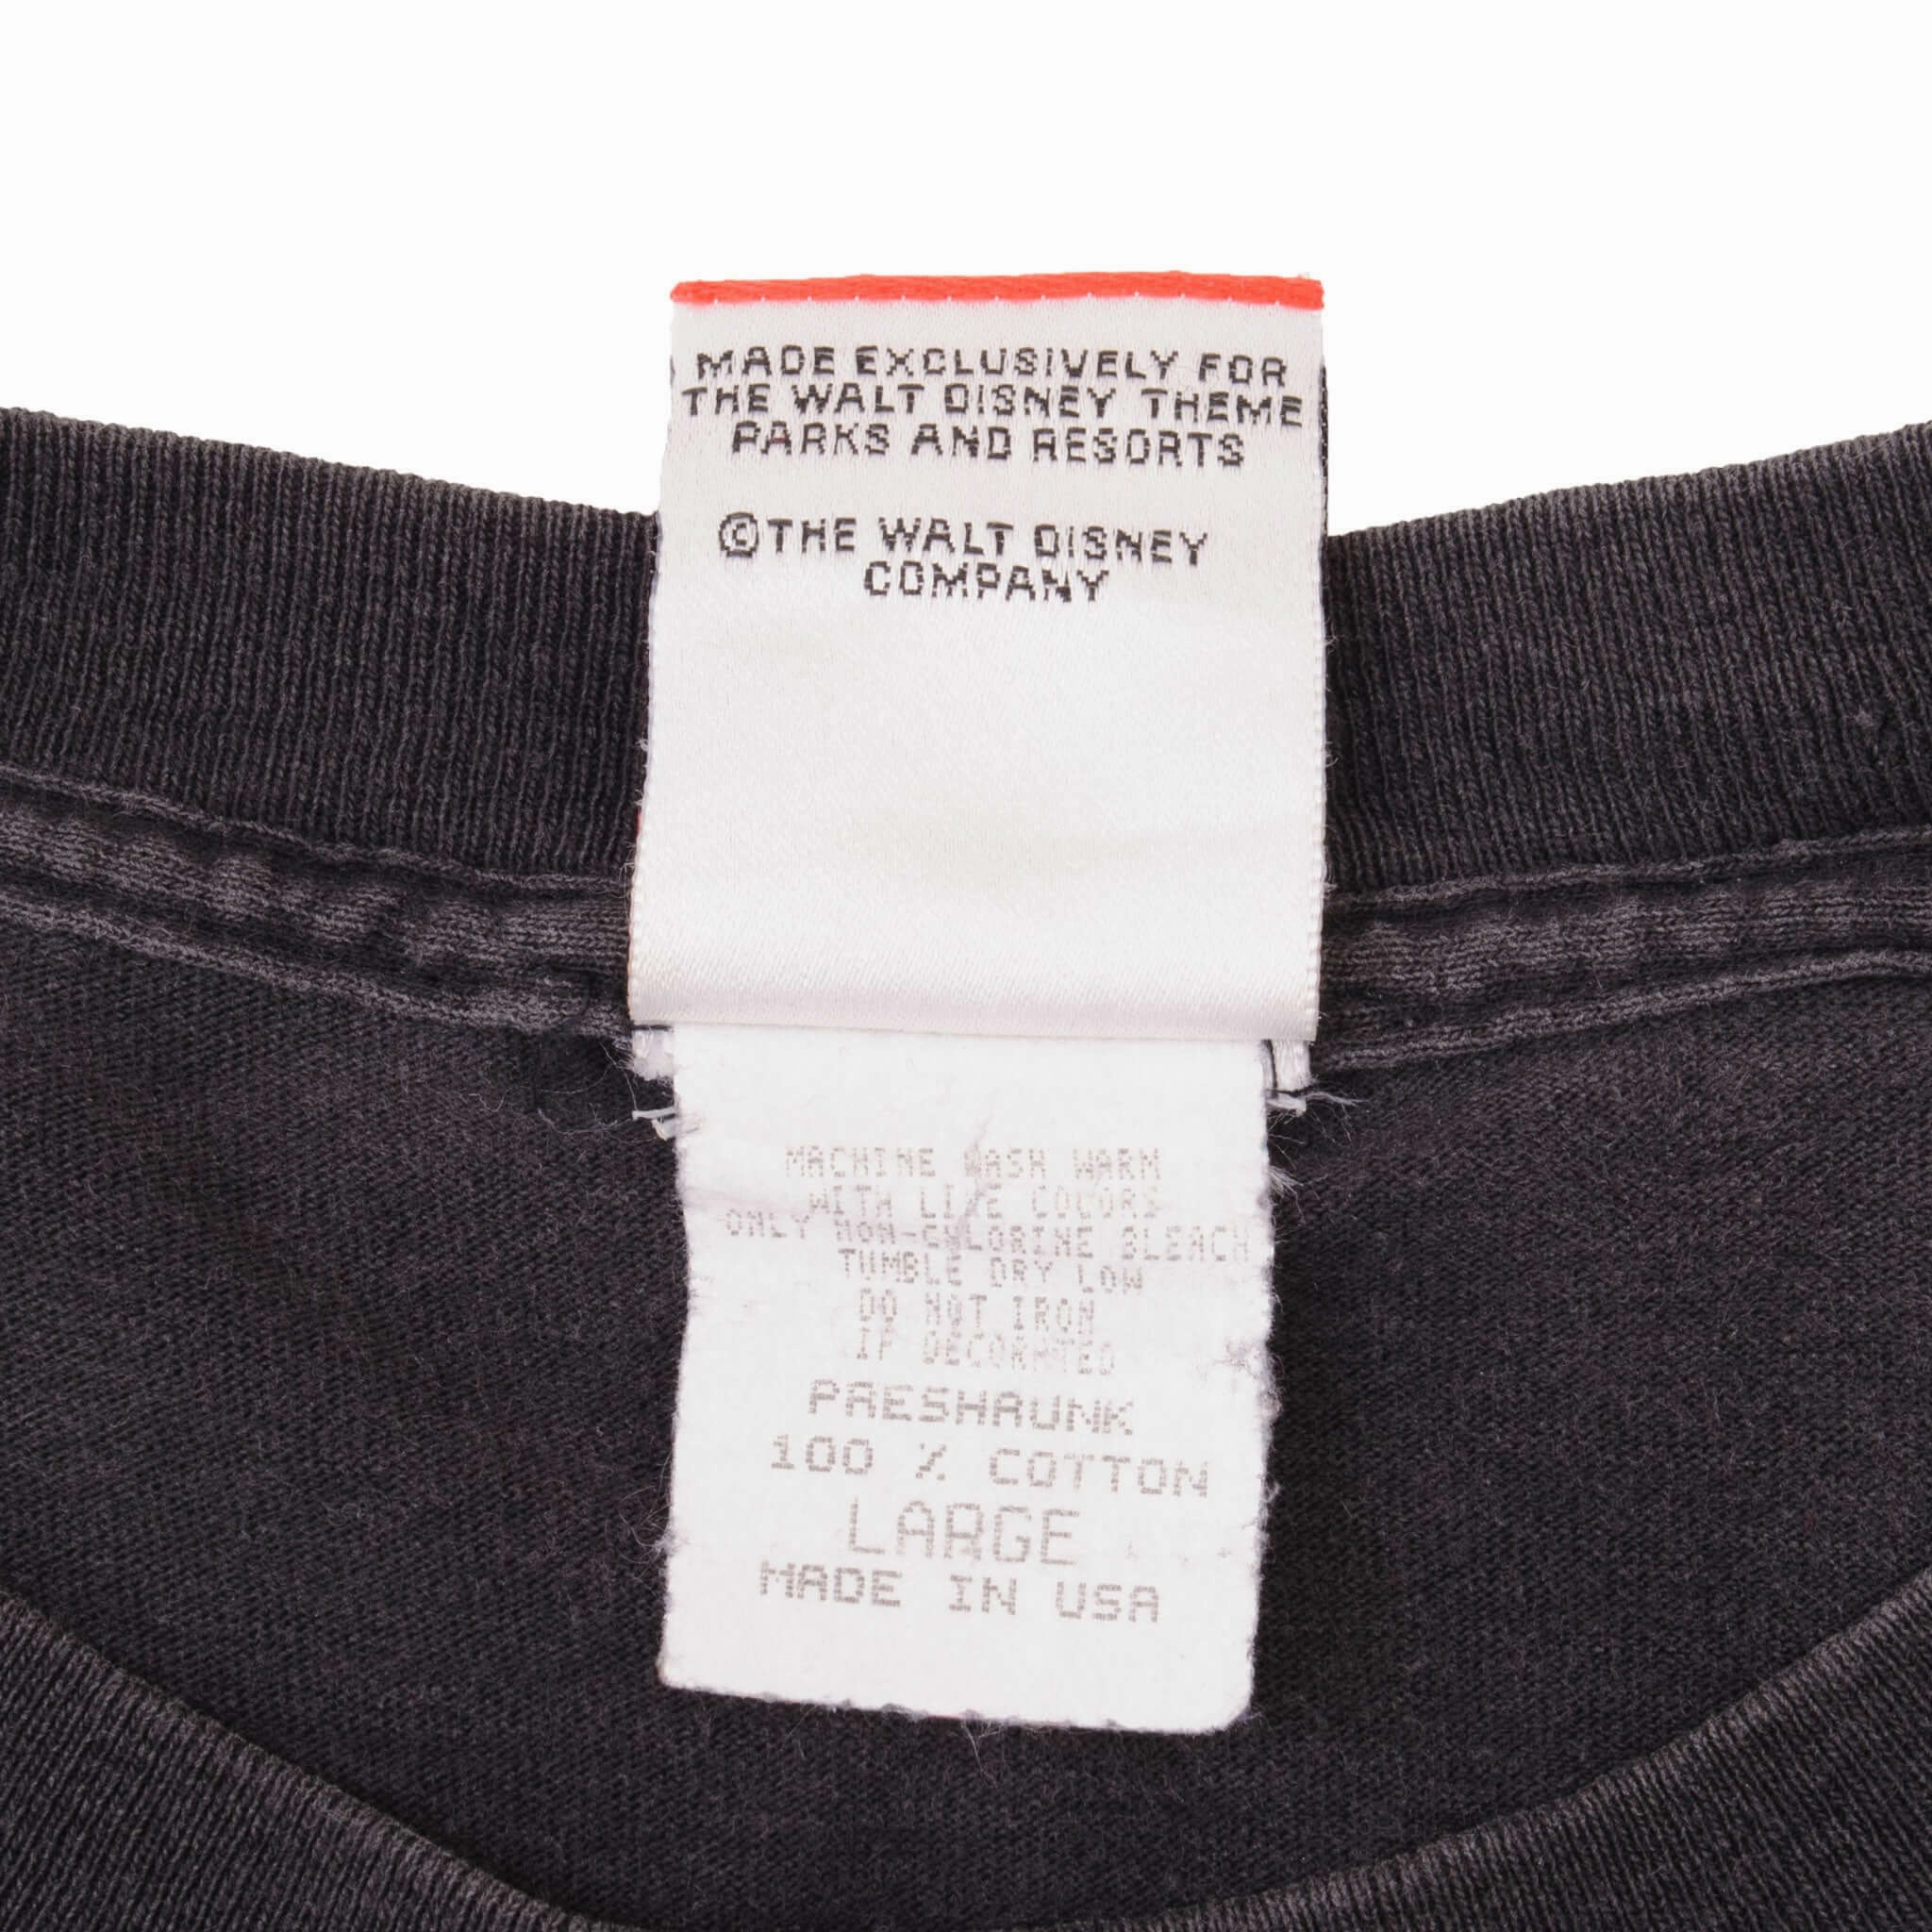 MADE EXCLUSIVELY FOR
THE WALT DISNEY THEME
PARKS AND RESORTS
©THE WALT DISNEY
COMPANY
MACHINE WASH WARM
WITH LIKE COLORS
ONLY NON-CHLORINE BLEACH
TUMBLE DRY LOW
DO NOT IRON
IF DECORATED
PRESHRUNK
100 % COTTON
LARGE
MADE IN USA